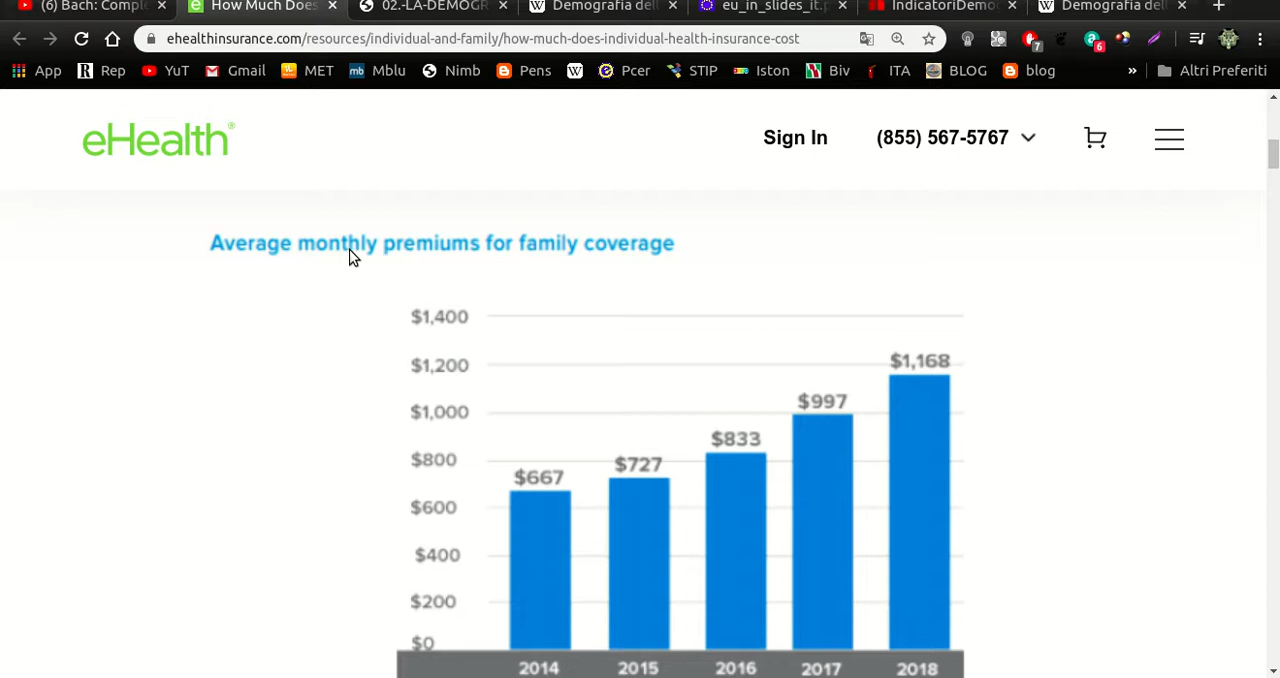 (6) Bach: Comple
How Much Does
02.-LA-DEMOGR
Demografia dell
eu_in_slides_it.p
IndicatoriDemo
Demografia dell
ehealthinsurance.com/resources/individual-and-family/how-much-does-individual-health-insurance-cost
7
6
App Rep YuT Gmail MET Mblu Nimb Pens Pcer STIP Iston Biv ITA BLOG blog » Altri Preferiti
eHealth®
Sign In
(855) 567-5767
Average monthly premiums for family coverage
$1,400
$1,200
$1,000
$800
$600
$400
$200
$0
$667
$727
$833
$997
$1,168
2014 2015 2016 2017 2018